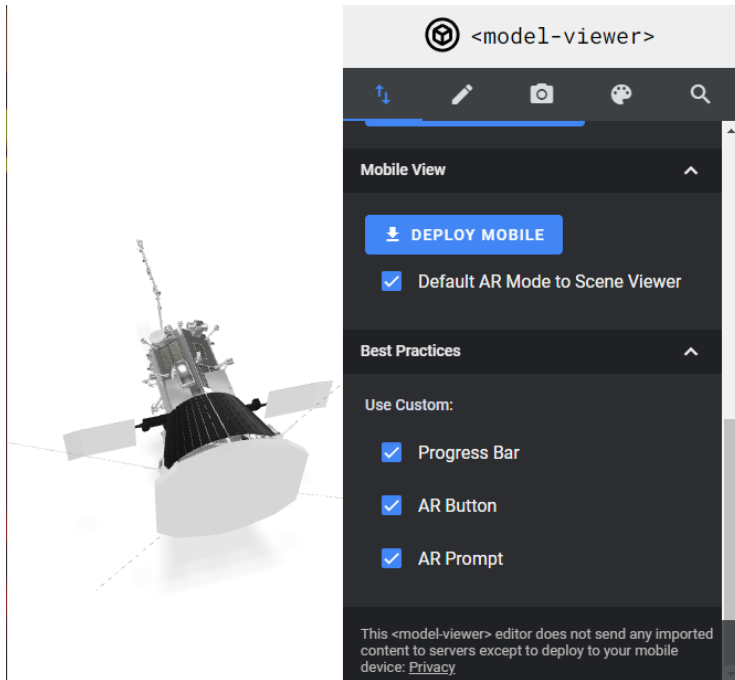 <model-viewer>
Mobile View
DEPLOY MOBILE
Default AR Mode to Scene Viewer
Best Practices
Use Custom:
Progress Bar
AR Button
AR Prompt
This <model-viewer> editor does not send any imported
content to servers except to deploy to your mobile
device: Privacy